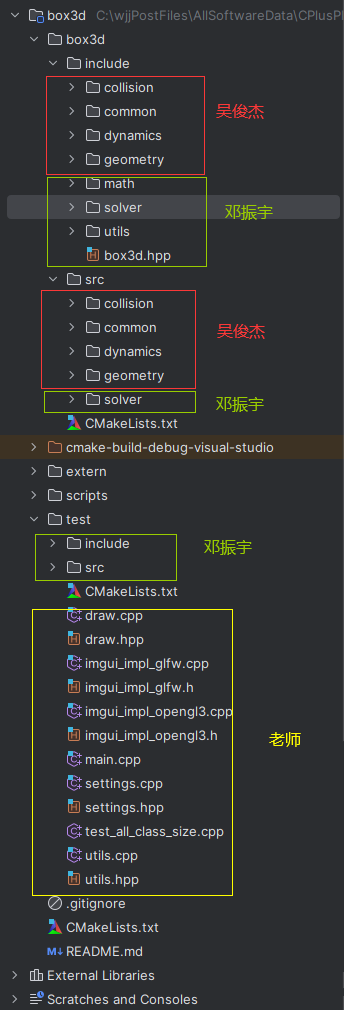 box3d C:\wjjPostFiles\AllSoftwareData\CPlusPl
box3d
include
collision
common
dynamics
geometry
吴俊杰
math
solver
utils
box3d.hpp
邓振宇
src
collision
common
dynamics
geometry
吴俊杰
solver
邓振宇
CMakeLists.txt
cmake-build-debug-visual-studio
extern
scripts
test
include
src
邓振宇
CMakeLists.txt
draw.cpp
draw.hpp
imgui_impl_glfw.cpp
imgui_impl_glfw.h
imgui_impl_opengl3.cpp
imgui_impl_opengl3.h
main.cpp
settings.cpp
settings.hpp
test_all_class_size.cpp
utils.cpp
utils.hpp
老师
.gitignore
CMakeLists.txt
README.md
External Libraries
Scratches and Consoles